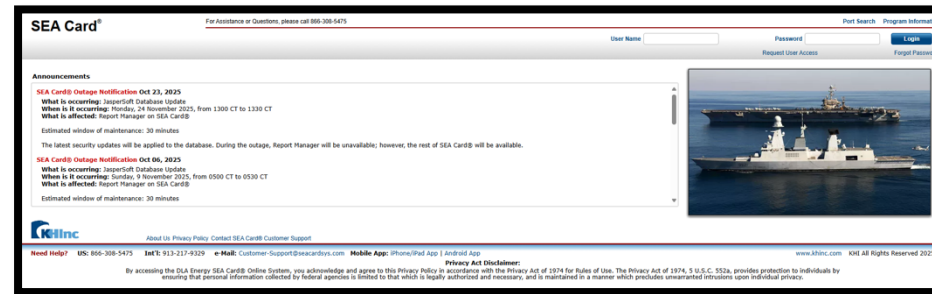 SEA Card®
For Assistance or Questions, please call 866-308-5475
Port Search Program Informat
User Name
Password
Login
Request User Access
Forgot Passwo
Announcements
SEA Card® Outage Notification Oct 23, 2025
What is occurring: JasperSoft Database Update
When is it occurring: Monday, 24 November 2025, from 1300 CT to 1330 CT
What is affected: Report Manager on SEA Card®
Estimated window of maintenance: 30 minutes
The latest security updates will be applied to the database. During the outage, Report Manager will be unavailable; however, the rest of SEA Card® will be available.
SEA Card® Outage Notification Oct 06, 2025
What is occurring: JasperSoft Database Update
When is it occurring: Sunday, 9 November 2025, from 0500 CT to 0530 CT
What is affected: Report Manager on SEA Card®
Estimated window of maintenance: 30 minutes
KHInc
About Us Privacy Policy Contact SEA Card® Customer Support
Need Help? US: 866-308-5475 Int'l: 913-217-9329 e-Mail: Customer-Support@seacardsys.com Mobile App: iPhone/iPad App | Android App
www.khinc.com KHI All Rights Reserved 202
Privacy Act Disclaimer:
By accessing the DLA Energy SEA Card® Online System, you acknowledge and agree to this Privacy Policy in accordance with the Privacy Act of 1974 for Rules of Use. The Privacy Act of 1974, 5 U.S.C. 552a, provides protection to individuals by
ensuring that personal information collected by federal agencies is limited to that which is legally authorized and necessary, and is maintained in a manner which precludes unwarranted intrusions upon individual privacy.